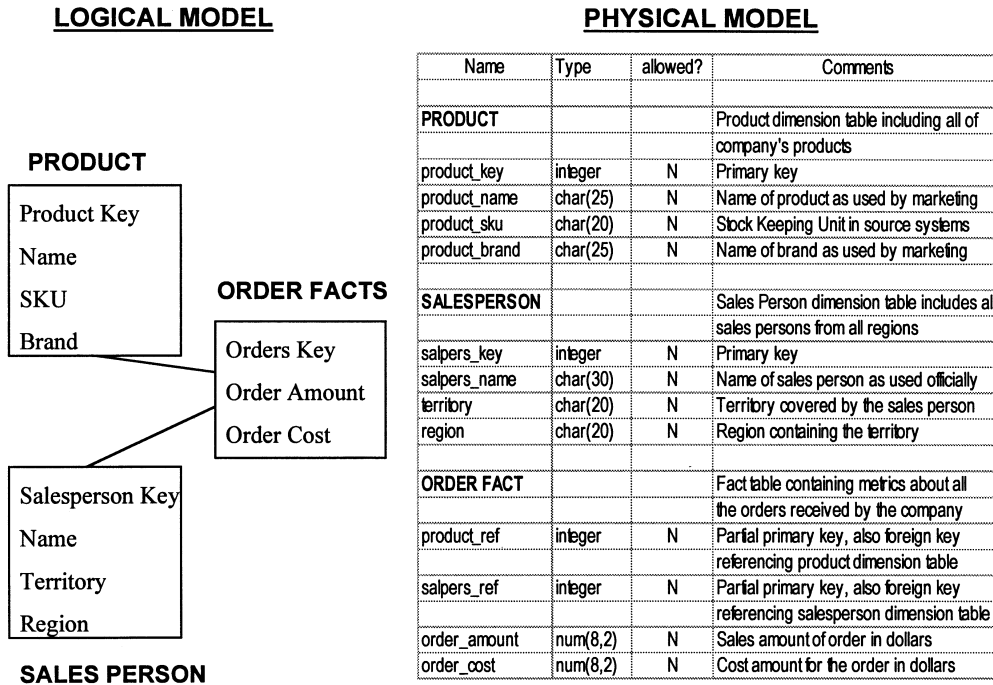 LOGICAL MODEL
PRODUCT
Product Key
Name
SKU
Brand
ORDER FACTS
Orders Key
Order Amount
Order Cost
Salesperson Key
Name
Territory
Region
SALES PERSON
PHYSICAL MODEL
Name Type allowed? Comments
PRODUCT Product dimension table including all of
company's products
product_key integer N Primary key
product_name char(25) N Name of product as used by marketing
product_sku char(20) N Stock Keeping Unit in source systems
product_brand char(25) N Name of brand as used by marketing
SALESPERSON Sales Person dimension table includes al
sales persons from all regions
salpers_key integer N Primary key
salpers_name char(30) N Name of sales person as used officially
territory char(20) N Territory covered by the sales person
region char(20) N Region containing the territory
ORDER FACT Fact table containing metrics about all
the orders received by the company
product_ref integer N Partial primary key, also foreign key
referencing product dimension table
salpers_ref integer N Partial primary key, also foreign key
referencing salesperson dimension table
order_amount num(8,2) N Sales amount of order in dollars
order_cost num(8,2) N Cost amount for the order in dollars